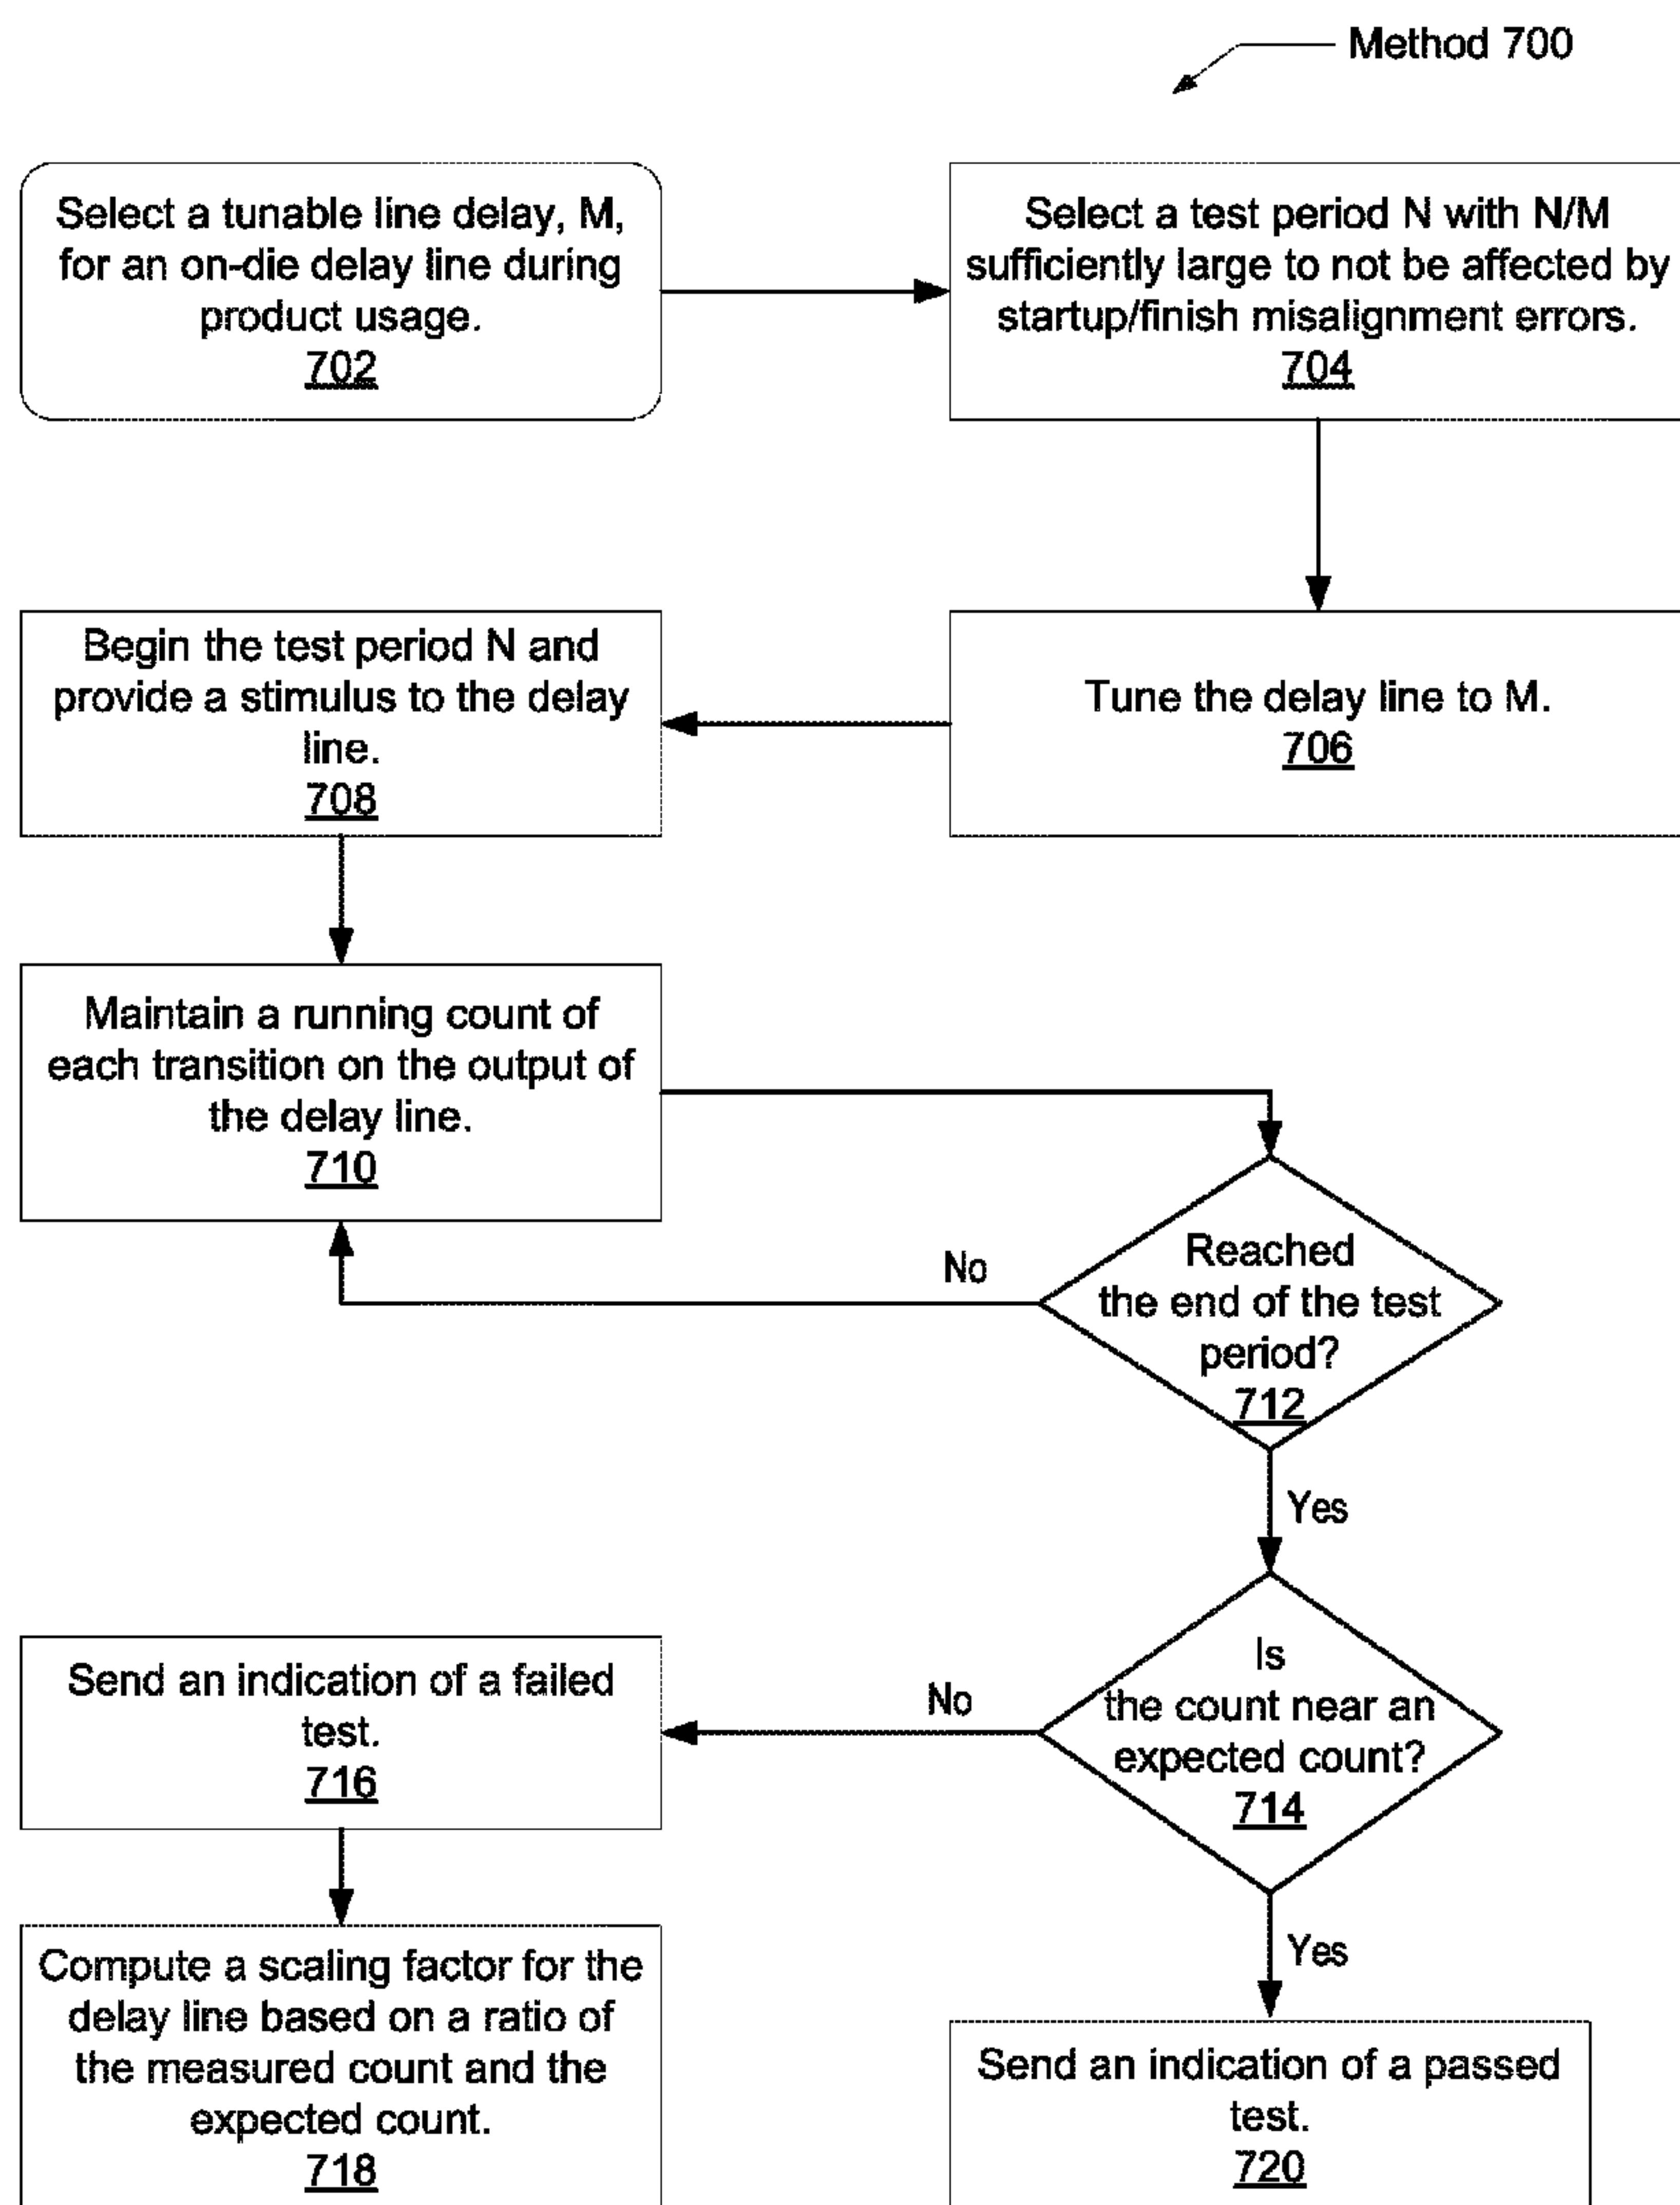 Method 700
Select a tunable line delay, M,
for an on-die delay line during
product usage.
702
Select a test period N with N/M
sufficiently large to not be affected by
startup/finish misalignment errors.
704
Tune the delay line to M.
706
Begin the test period N and
provide a stimulus to the delay
line.
708
Maintain a running count of
each transition on the output of
the delay line.
710
Reached
the end of the test
period?
712
No
Yes
Is
the count near an
expected count?
714
No
Yes
Send an indication of a failed
test.
716
Compute a scaling factor for the
delay line based on a ratio of
the measured count and the
expected count.
718
Send an indication of a passed
test.
720